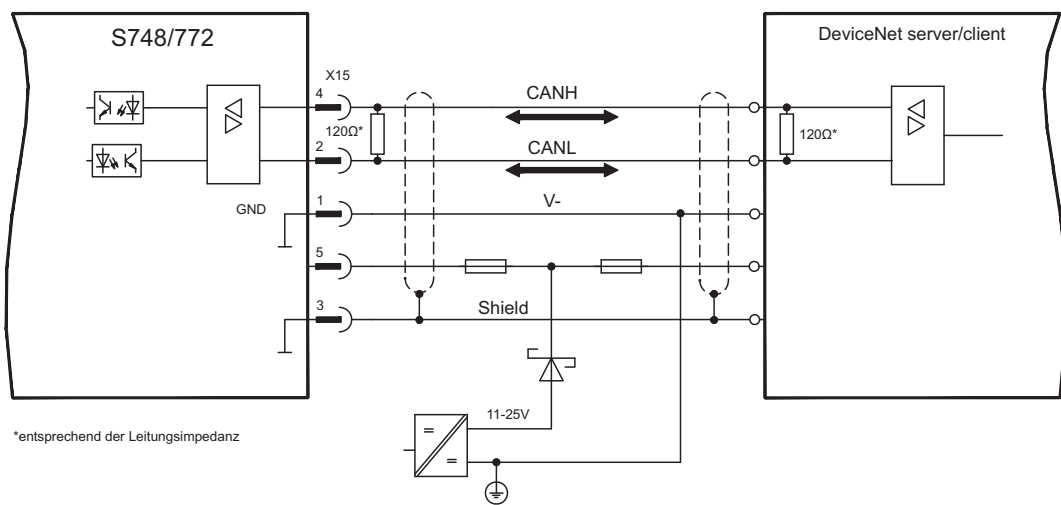 S748/772
DeviceNet server/client
X15
4
CANH
120Ω*
120Ω*
2
CANL
GND
1
V-
5
3
Shield
11-25V
=
=
*entsprechend der Leitungsimpedanz